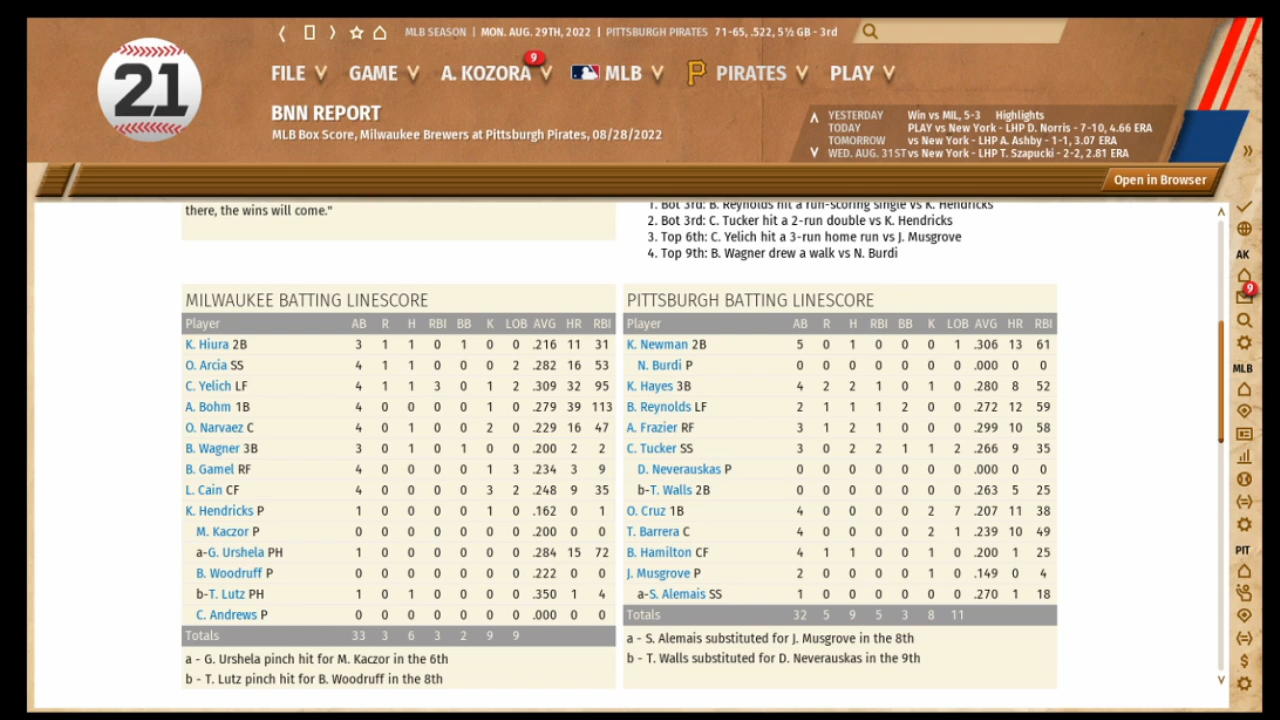 MLB SEASON | MON. AUG. 29TH, 2022 | PITTSBURGH PIRATES 71-65, .522, 5½ GB - 3rd
21
FILE GAME A. KOZORA 9 MLB P PIRATES PLAY
BNN REPORT
MLB Box Score, Milwaukee Brewers at Pittsburgh Pirates, 08/28/2022
YESTERDAY Win vs MIL, 5-3 Highlights
TODAY PLAY vs New York - LHP D. Norris - 7-10, 4.66 ERA
TOMORROW vs New York - LHP A. Ashby - 1-1, 3.07 ERA
WED. AUG. 31ST vs New York - LHP T. Szapucki - 2-2, 2.81 ERA
Open in Browser
there, the wins will come."
1. Bot 3rd: B. Reynolds hit a run-scoring single vs K. Hendricks
2. Bot 3rd: C. Tucker hit a 2-run double vs K. Hendricks
3. Top 6th: C. Yelich hit a 3-run home run vs J. Musgrove
4. Top 9th: B. Wagner drew a walk vs N. Burdi
MILWAUKEE BATTING LINESCORE
Player AB R H RBI BB K LOB AVG HR RBI
K. Hiura 2B 3 1 1 0 1 0 0 .216 11 31
O. Arcia SS 4 1 1 0 0 0 2 .282 16 53
C. Yelich LF 4 1 1 3 0 1 2 .309 32 95
A. Bohm 1B 4 0 0 0 0 1 0 .279 39 113
O. Narvaez C 4 0 1 0 0 2 0 .229 16 47
B. Wagner 3B 3 0 1 0 1 0 0 .200 2 2
B. Gamel RF 4 0 0 0 0 1 3 .234 3 9
L. Cain CF 4 0 0 0 0 3 2 .248 9 35
K. Hendricks P 1 0 0 0 0 1 0 .162 0 1
M. Kaczor P 0 0 0 0 0 0 0 .200 0 0
a-G. Urshela PH 1 0 0 0 0 0 0 .284 15 72
B. Woodruff P 0 0 0 0 0 0 0 .222 0 0
b-T. Lutz PH 1 0 1 0 0 0 0 .350 1 4
C. Andrews P 0 0 0 0 0 0 0 .000 0 0
Totals 33 3 6 3 2 9 9
a - G. Urshela pinch hit for M. Kaczor in the 6th
b - T. Lutz pinch hit for B. Woodruff in the 8th
PITTSBURGH BATTING LINESCORE
Player AB R H RBI BB K LOB AVG HR RBI
K. Newman 2B 5 0 1 0 0 0 1 .306 13 61
N. Burdi P 0 0 0 0 0 0 0 .000 0 0
K. Hayes 3B 4 2 2 1 0 1 0 .280 8 52
B. Reynolds LF 2 1 1 1 2 0 0 .272 12 59
A. Frazier RF 3 1 2 1 0 0 0 .299 10 58
C. Tucker SS 3 0 2 2 1 1 2 .266 9 35
D. Neverauskas P 0 0 0 0 0 0 0 .000 0 0
b-T. Walls 2B 0 0 0 0 0 0 0 .263 5 25
O. Cruz 1B 4 0 0 0 0 2 7 .207 11 38
T. Barrera C 4 0 0 0 0 2 1 .239 10 49
B. Hamilton CF 4 1 1 0 0 1 0 .200 1 25
J. Musgrove P 2 0 0 0 0 1 0 .149 0 4
a-S. Alemais SS 1 0 0 0 0 0 0 .270 1 18
Totals 32 5 9 5 3 8 11
a - S. Alemais substituted for J. Musgrove in the 8th
b - T. Walls substituted for D. Neverauskas in the 9th
AK
9
MLB
PIT